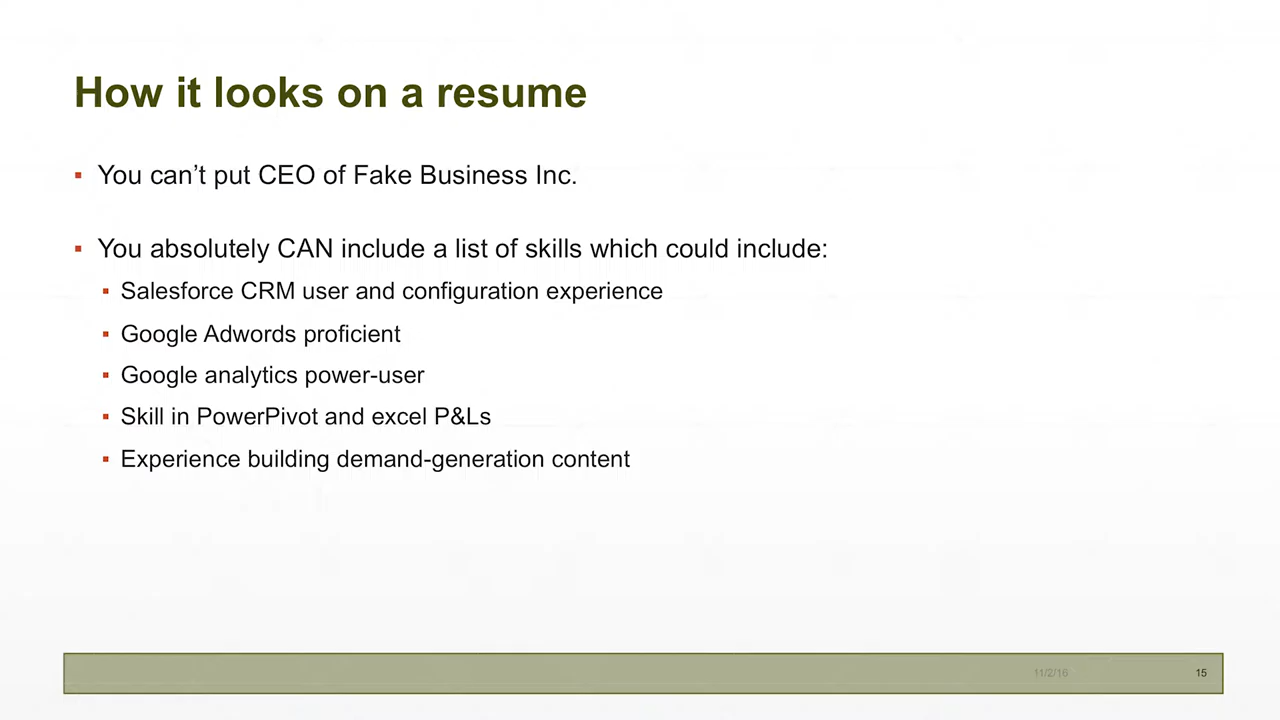 How it looks on a resume
▪ You can’t put CEO of Fake Business Inc.
▪ You absolutely CAN include a list of skills which could include:
▪ Salesforce CRM user and configuration experience
▪ Google Adwords proficient
▪ Google analytics power-user
▪ Skill in PowerPivot and excel P&Ls
▪ Experience building demand-generation content
11/2/16 15